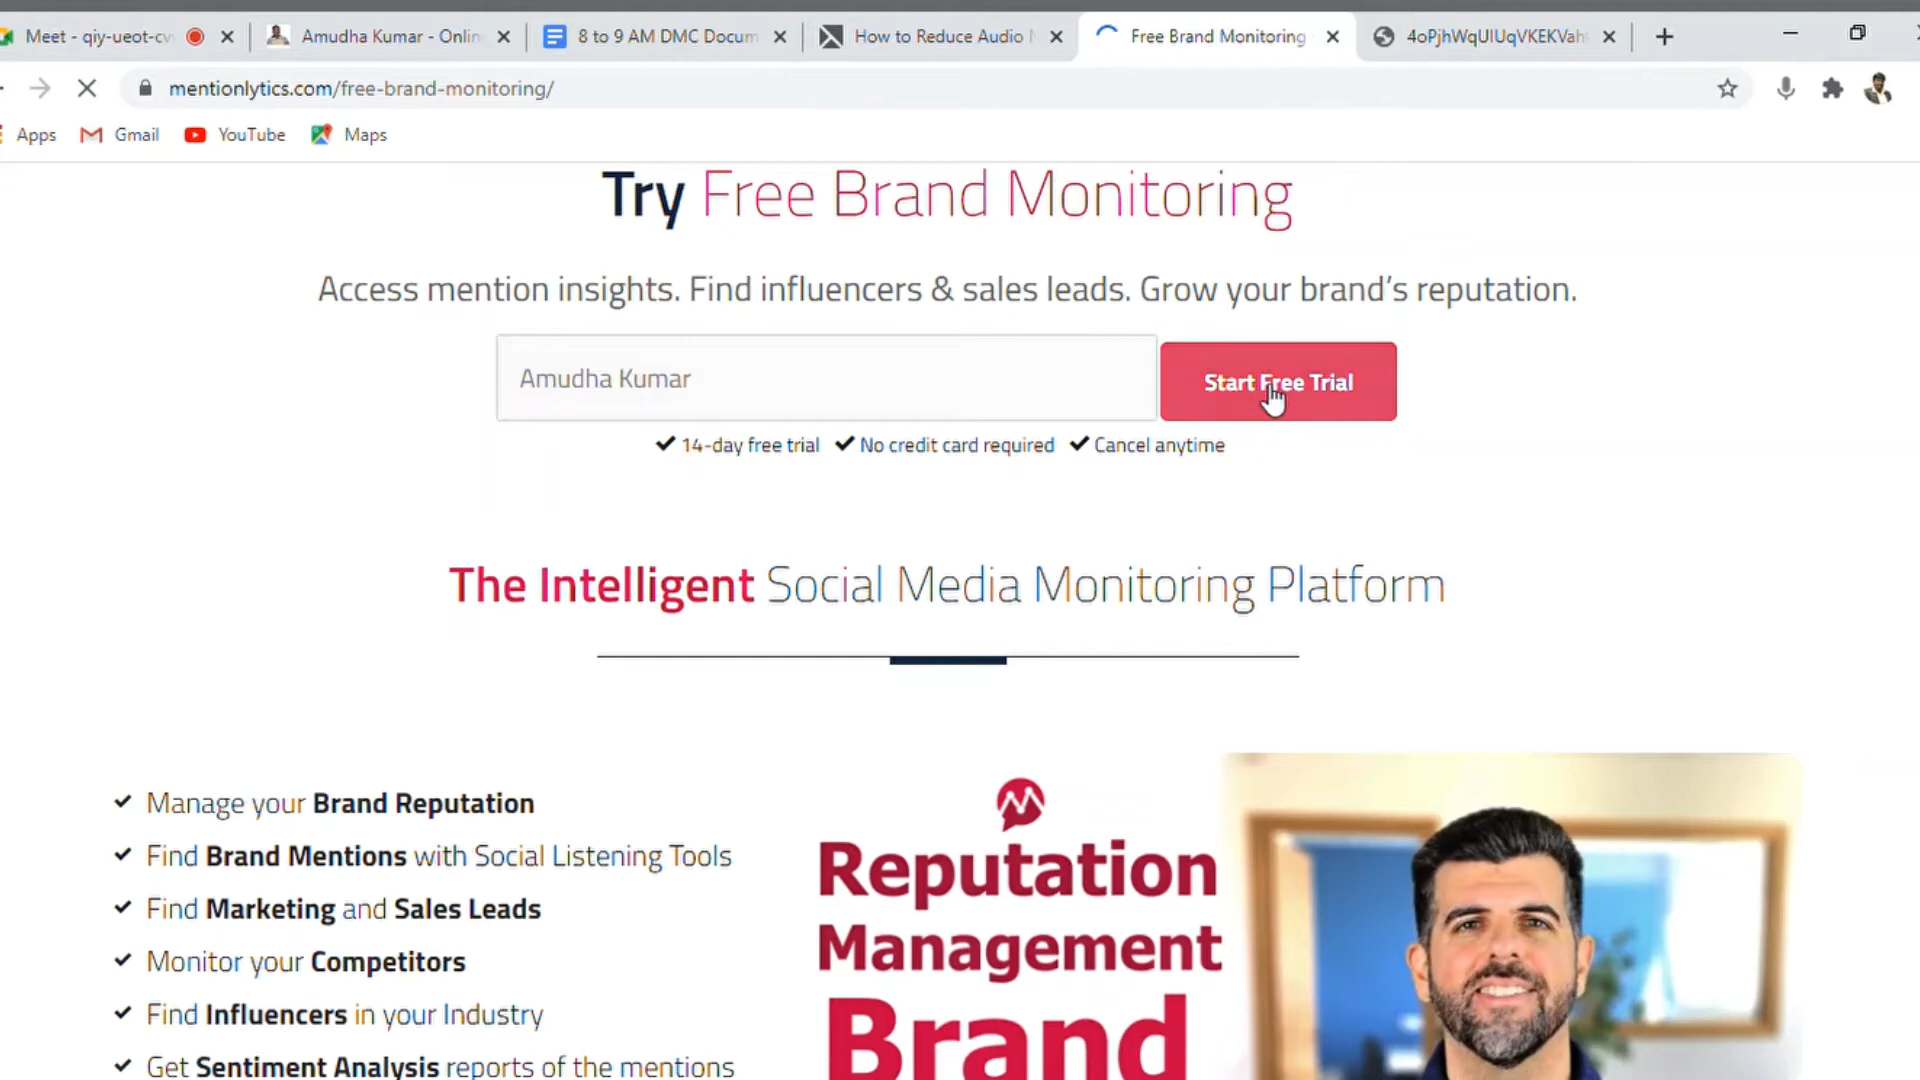 Meet - qiy-ueot-cv
Amudha Kumar - Onlin
8 to 9 AM DMC Docum
How to Reduce Audio
Free Brand Monitoring
4oPjhWqUIUqVKEKVah
mentionlytics.com/free-brand-monitoring/
Apps
Gmail
YouTube
Maps
Try Free Brand Monitoring
Access mention insights. Find influencers & sales leads. Grow your brand's reputation.
Amudha Kumar
Start Free Trial
14-day free trial
No credit card required
Cancel anytime
The Intelligent Social Media Monitoring Platform
Manage your Brand Reputation
Find Brand Mentions with Social Listening Tools
Find Marketing and Sales Leads
Monitor your Competitors
Find Influencers in your Industry
Get Sentiment Analysis reports of the mentions
Reputation
Management
Brand